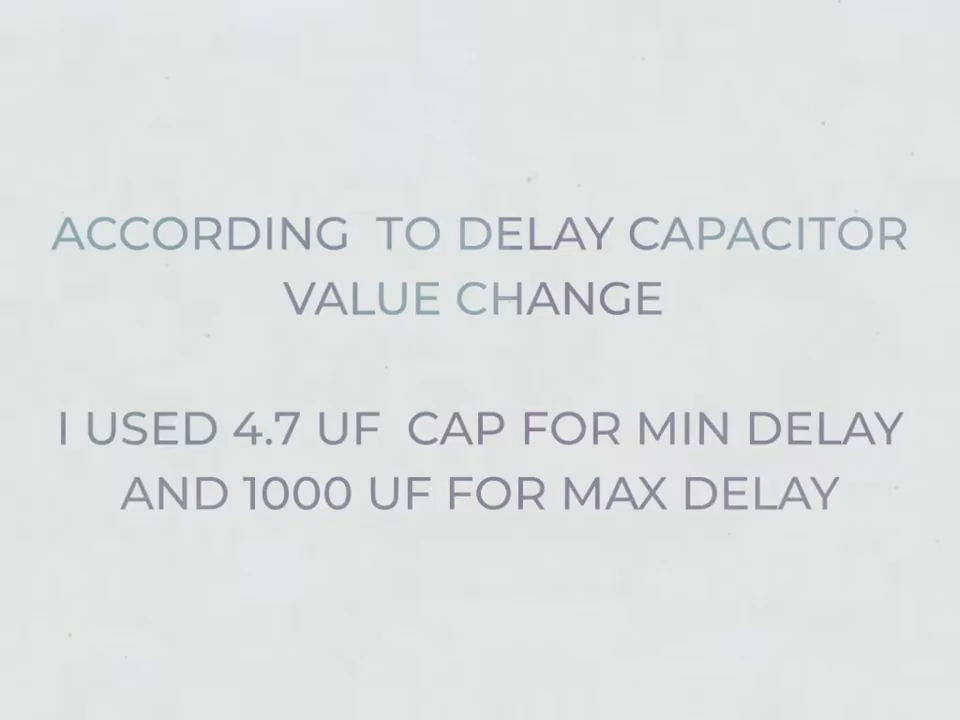 ACCORDING TO DELAY CAPACITOR
VALUE CHANGE
I USED 4.7 UF CAP FOR MIN DELAY
AND 1000 UF FOR MAX DELAY